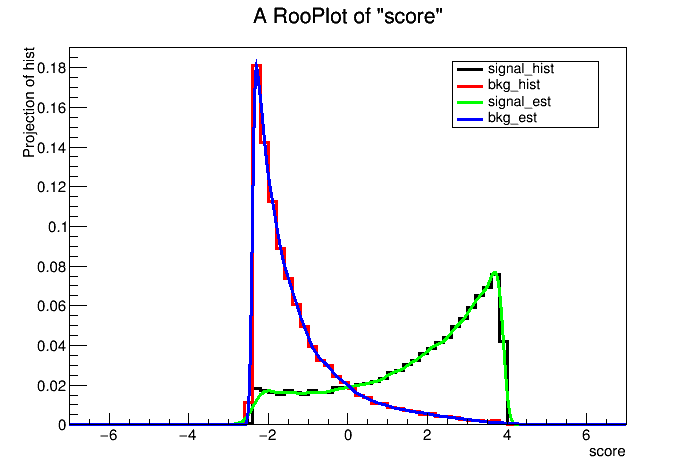 A RooPlot of "score"
Projection of hist
0.18
0.16
0.14
0.12
0.1
0.08
0.06
0.04
0.02
0
signal_hist
bkg_hist
signal_est
bkg_est
−6 −4 −2 0 2 4 6
score